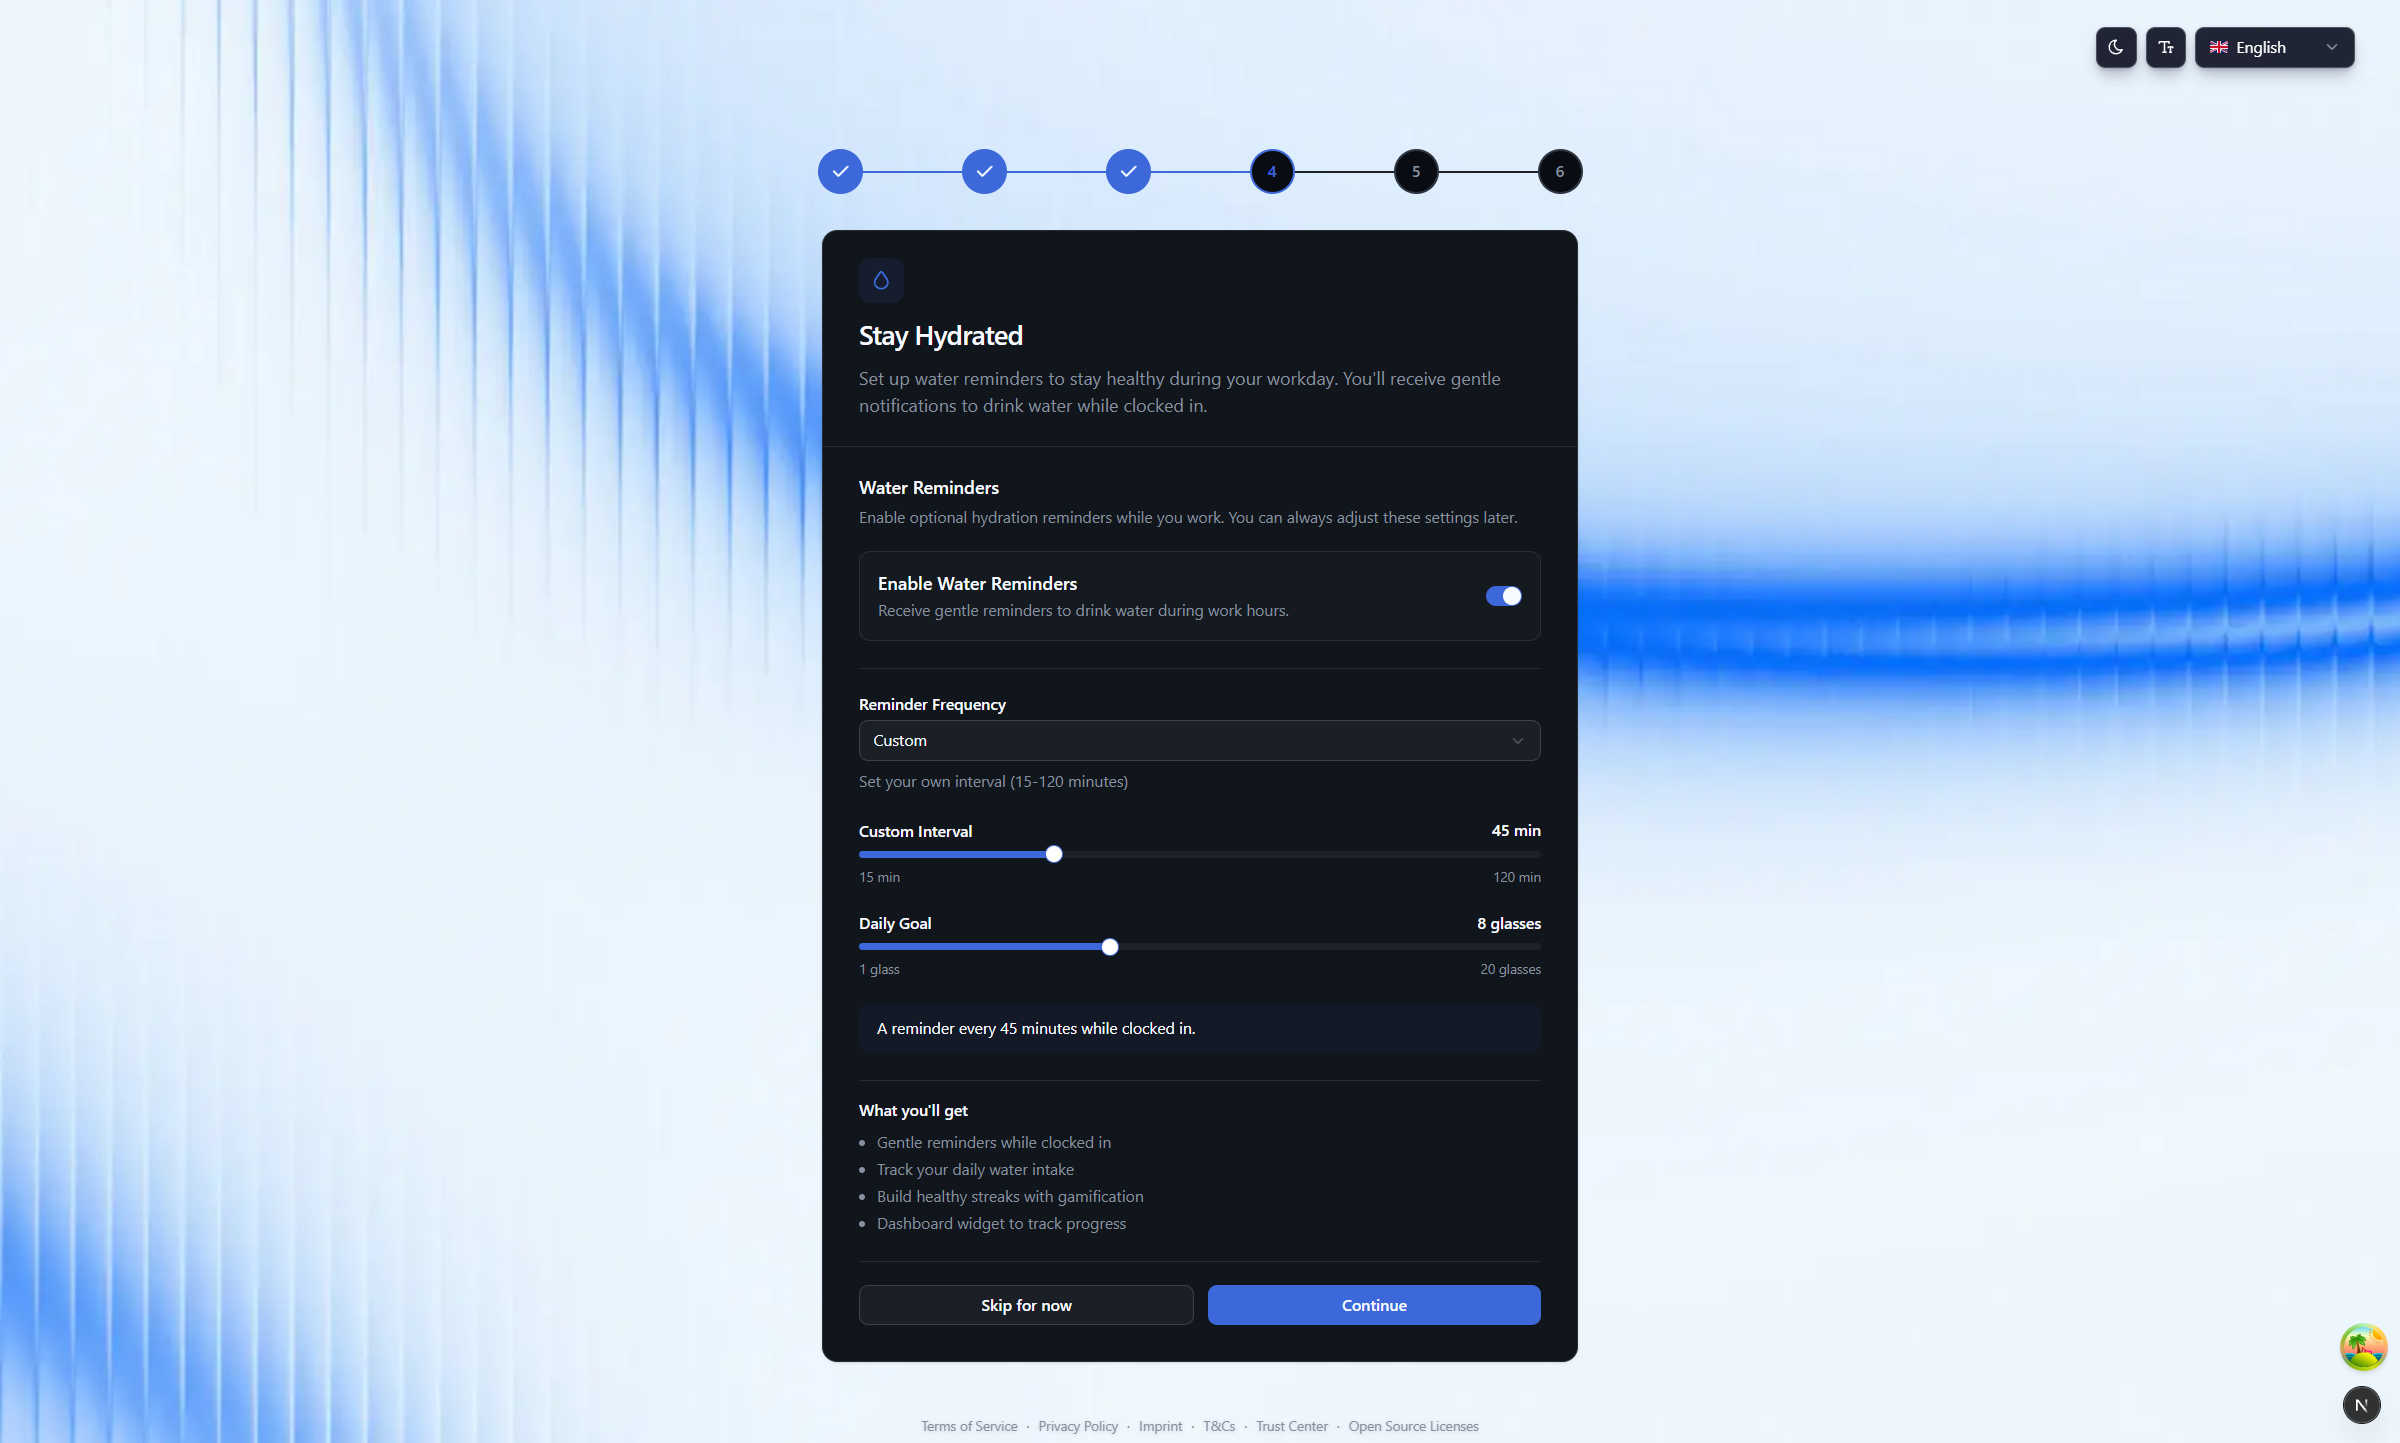 English
4
5
6
Stay Hydrated
Set up water reminders to stay healthy during your workday. You'll receive gentle
notifications to drink water while clocked in.
Water Reminders
Enable optional hydration reminders while you work. You can always adjust these settings later.
Enable Water Reminders
Receive gentle reminders to drink water during work hours.
Reminder Frequency
Custom
Set your own interval (15-120 minutes)
Custom Interval 45 min
15 min 120 min
Daily Goal 8 glasses
1 glass 20 glasses
A reminder every 45 minutes while clocked in.
What you'll get
• Gentle reminders while clocked in
• Track your daily water intake
• Build healthy streaks with gamification
• Dashboard widget to track progress
Skip for now Continue
N
Terms of Service · Privacy Policy · Imprint · T&Cs · Trust Center · Open Source Licenses